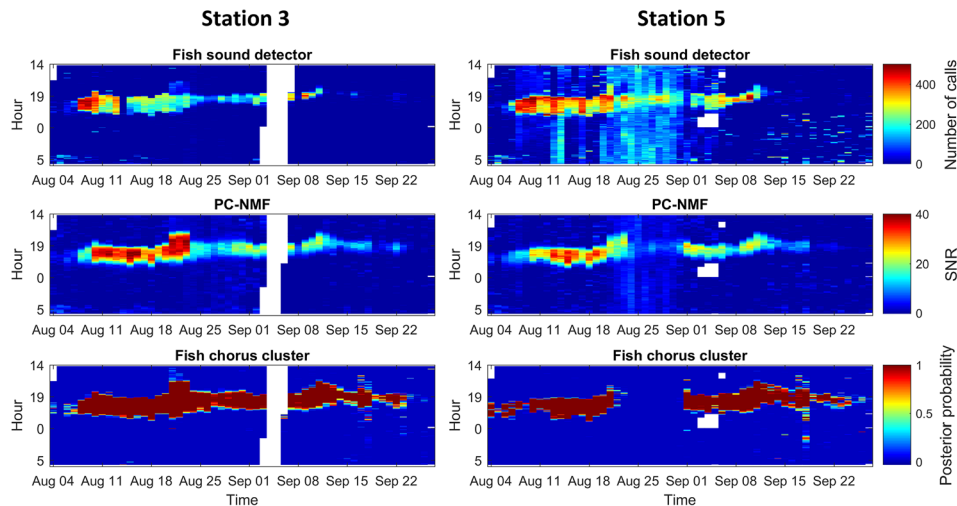 Station 3
Station 5
Fish sound detector
Fish sound detector
14
19
0
5
Hour
Aug 04 Aug 11 Aug 18 Aug 25 Sep 01 Sep 08 Sep 15 Sep 22
14
19
0
5
Hour
Aug 04 Aug 11 Aug 18 Aug 25 Sep 01 Sep 08 Sep 15 Sep 22
400
200
0
Number of calls
PC-NMF
PC-NMF
14
19
0
5
Hour
Aug 04 Aug 11 Aug 18 Aug 25 Sep 01 Sep 08 Sep 15 Sep 22
14
19
0
5
Hour
Aug 04 Aug 11 Aug 18 Aug 25 Sep 01 Sep 08 Sep 15 Sep 22
40
20
0
SNR
Fish chorus cluster
Fish chorus cluster
14
19
0
5
Hour
Aug 04 Aug 11 Aug 18 Aug 25 Sep 01 Sep 08 Sep 15 Sep 22
Time
14
19
0
5
Hour
Aug 04 Aug 11 Aug 18 Aug 25 Sep 01 Sep 08 Sep 15 Sep 22
Time
1
0.5
0
Posterior probability